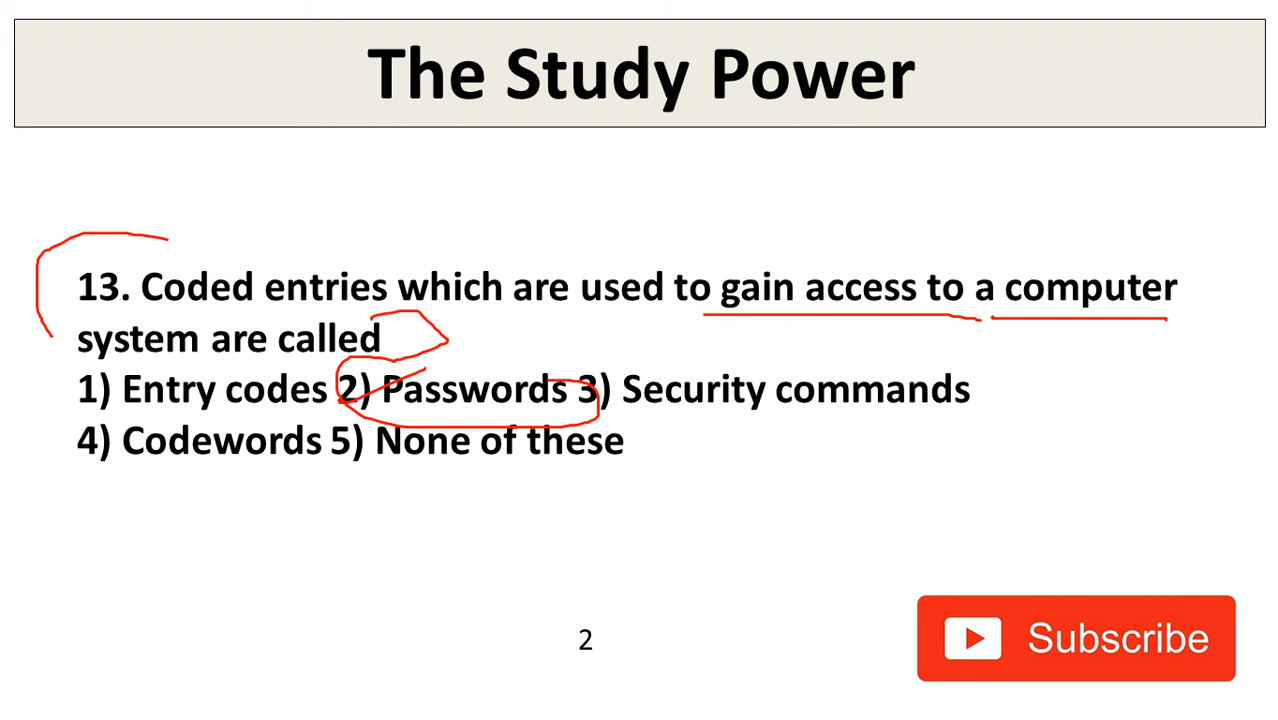 The Study Power
13. Coded entries which are used to gain access to a computer
system are called
1) Entry codes 2) Passwords 3) Security commands
4) Codewords 5) None of these
2
Subscribe